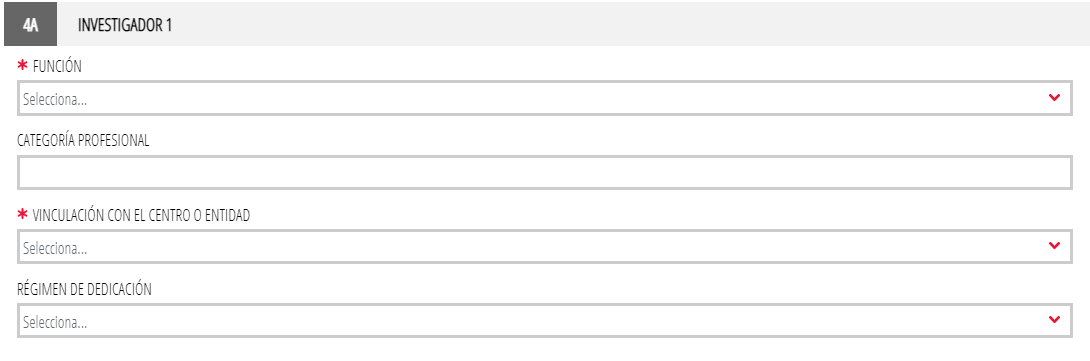 4A INVESTIGADOR 1
* FUNCIÓN
Selecciona...
CATEGORÍA PROFESIONAL
* VINCULACIÓN CON EL CENTRO O ENTIDAD
Selecciona...
RÉGIMEN DE DEDICACIÓN
Selecciona...